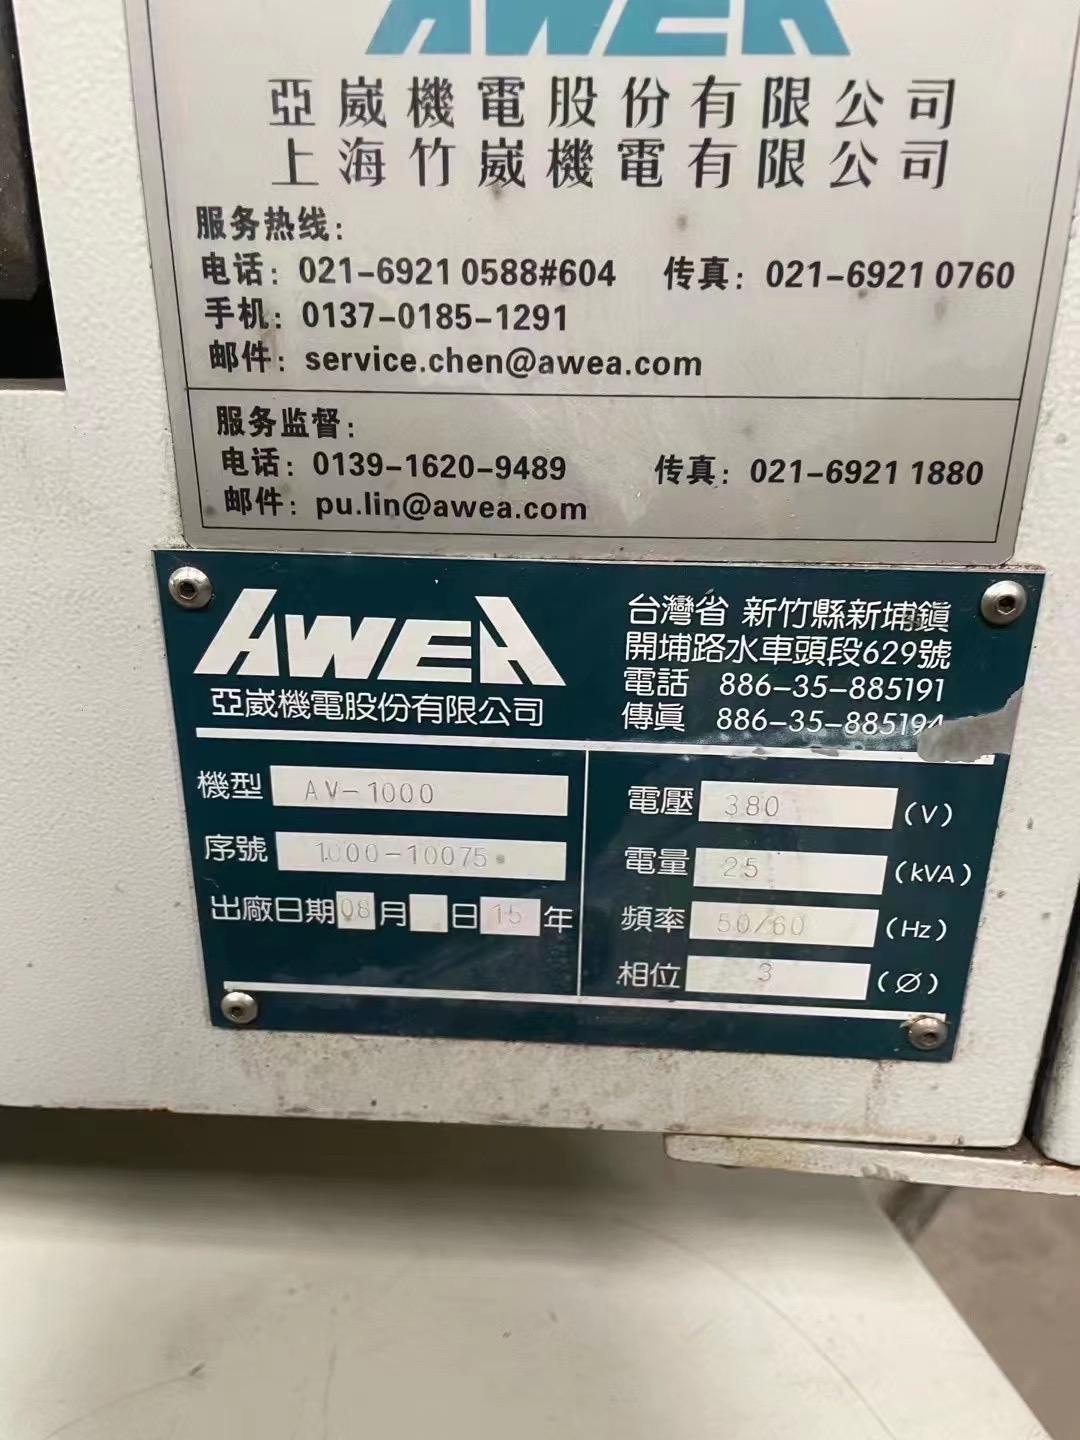 AWEA
亞崴機電股份有限公司
上海竹崴機電有限公司
服务热线:
电话: 021-6921 0588#604 传真: 021-6921 0760
手机: 0137-0185-1291
邮件: service.chen@awea.com
服务监督:
电话: 0139-1620-9489 传真: 021-6921 1880
邮件: pu.lin@awea.com
AWEA
亞崴機電股份有限公司
台灣省 新竹縣新埔鎮
開埔路水車頭段629號
電話 886-35-885191
傳眞 886-35-885194
機型 AV-1000
序號 1000-10075
出廠日期 08 月 日 15 年
電壓 380 (V)
電量 25 (kVA)
頻率 50/60 (Hz)
相位 3 (Ø)